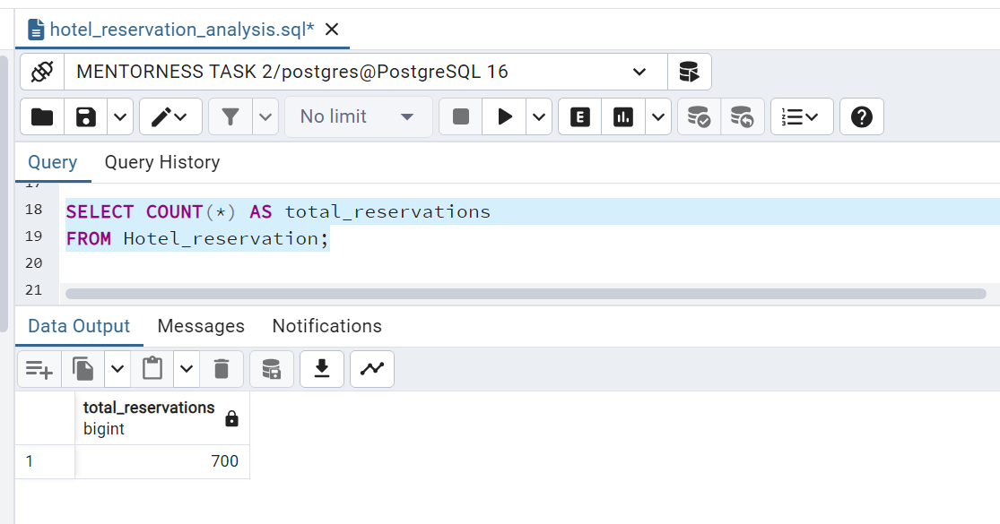 hotel_reservation_analysis.sql*
MENTORNESS TASK 2/postgres@PostgreSQL 16
No limit
E
Query Query History
17
18 SELECT COUNT(*) AS total_reservations
19 FROM Hotel_reservation;
20
21
Data Output Messages Notifications
total_reservations
bigint
1 700